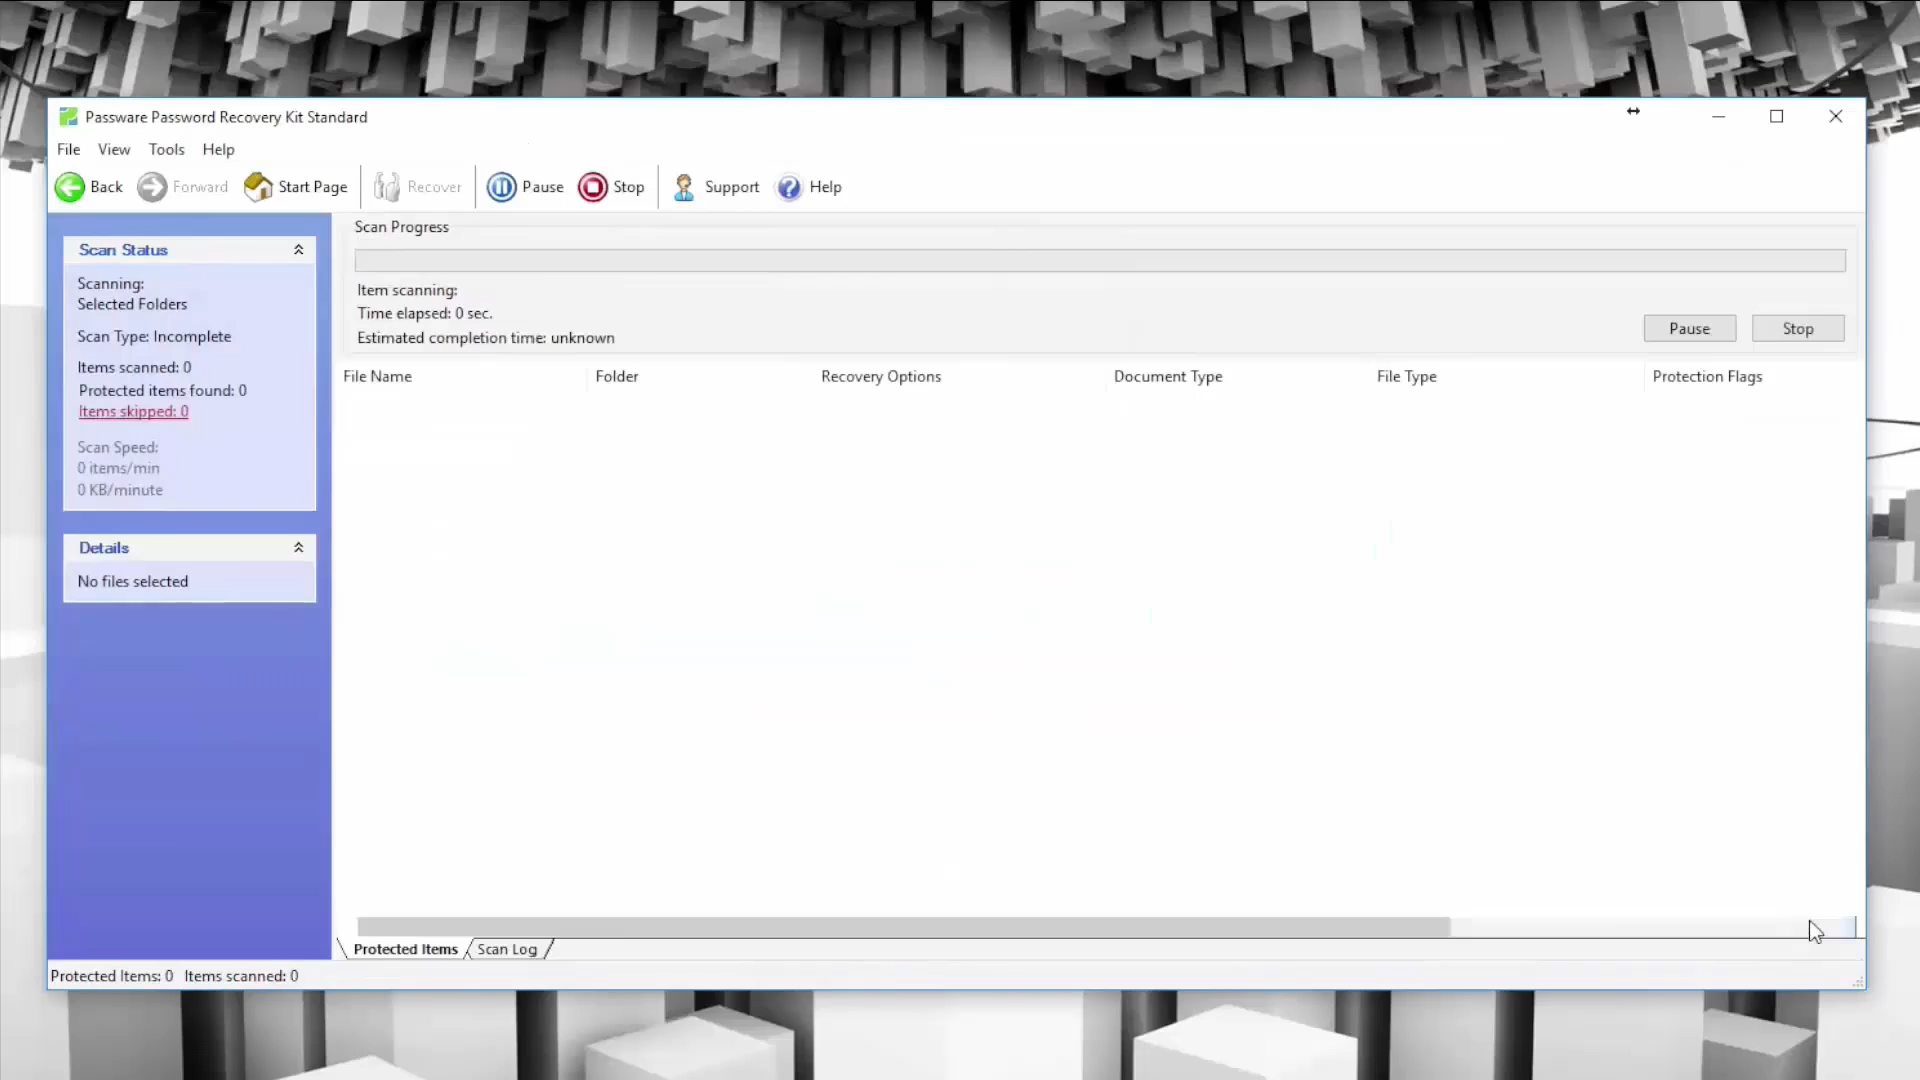 Passware Password Recovery Kit Standard
File View Tools Help
Back Forward Start Page Recover Pause Stop Support Help
Scan Status
Scanning:
Selected Folders
Scan Type: Incomplete
Items scanned: 0
Protected items found: 0
Items skipped: 0
Scan Speed:
0 items/min
0 KB/minute
Details
No files selected
Scan Progress
Item scanning:
Time elapsed: 0 sec.
Estimated completion time: unknown
Pause Stop
File Name Folder Recovery Options Document Type File Type Protection Flags
Protected Items Scan Log
Protected Items: 0 Items scanned: 0